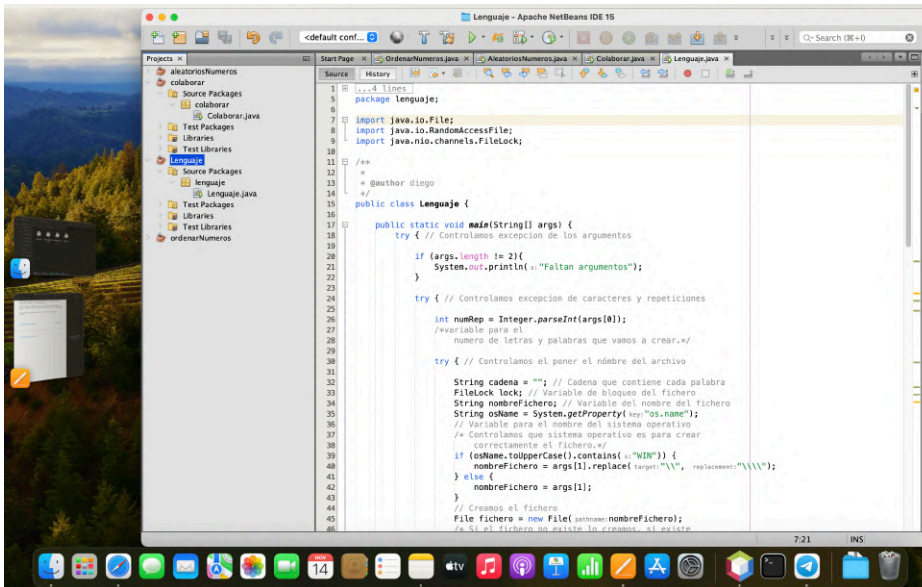 Lenguaje - Apache NetBeans IDE 15
<default conf...
Search (⌘+I)
Projects
Start Page
OrdenarNumeros.java
AleatoriosNumeros.java
Colaborar.java
Lenguaje.java
Source
History
aleatoriosNumeros
colaborar
Source Packages
colaborar
Colaborar.java
Test Packages
Libraries
Test Libraries
Lenguaje
Source Packages
lenguaje
Lenguaje.java
Test Packages
Libraries
Test Libraries
ordenarNumeros
1 ...4 lines
5 package lenguaje;
6
7 import java.io.File;
8 import java.io.RandomAccessFile;
9 import java.nio.channels.FileLock;
10
11 /**
12 *
13 * @author diego
14 */
15 public class Lenguaje {
16
17 public static void main(String[] args) {
18 try { // Controlamos excepcion de los argumentos
19
20 if (args.length != 2){
21 System.out.println(x: "Faltan argumentos");
22 }
23
24 try { // Controlamos excepcion de caracteres y repeticiones
25
26 int numRep = Integer.parseInt(args[0]);
27 /*variable para el
28 numero de letras y palabras que vamos a crear.*/
29
30 try { // Controlamos el poner el nómbre del archivo
31
32 String cadena = ""; // Cadena que contiene cada palabra
33 FileLock lock; // Variable de bloqueo del fichero
34 String nombreFichero; // Variable del nombre del fichero
35 String osName = System.getProperty(key: "os.name");
36 // Variable para el nombre del sistema operativo
37 /* Controlamos que sistema operativo es para crear
38 correctamente el fichero.*/
39 if (osName.toUpperCase().contains(s: "WIN")) {
40 nombreFichero = args[1].replace(target: "\\", replacement: "\\\\");
41 } else {
42 nombreFichero = args[1];
43 }
44 // Creamos el fichero
45 File fichero = new File(pathname: nombreFichero);
46 /* Si el fichero no existe lo creamos, si existe
7:21
INS
NOV
14
tv